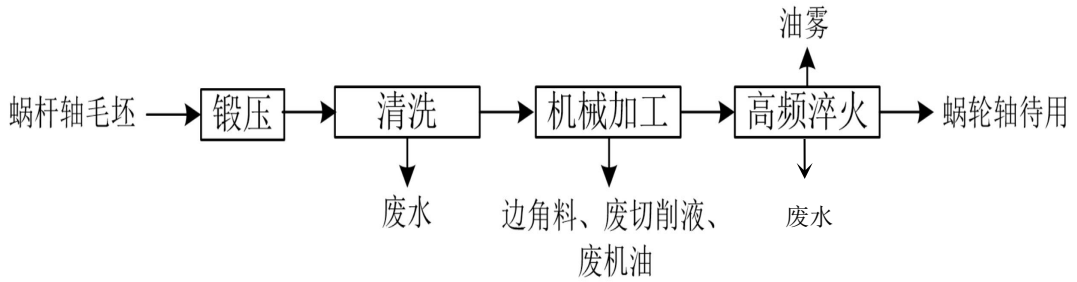 油雾
蜗杆轴毛坯
锻压
清洗
机械加工
高频淬火
蜗轮轴待用
废水
边角料、废切削液、
废机油
废水